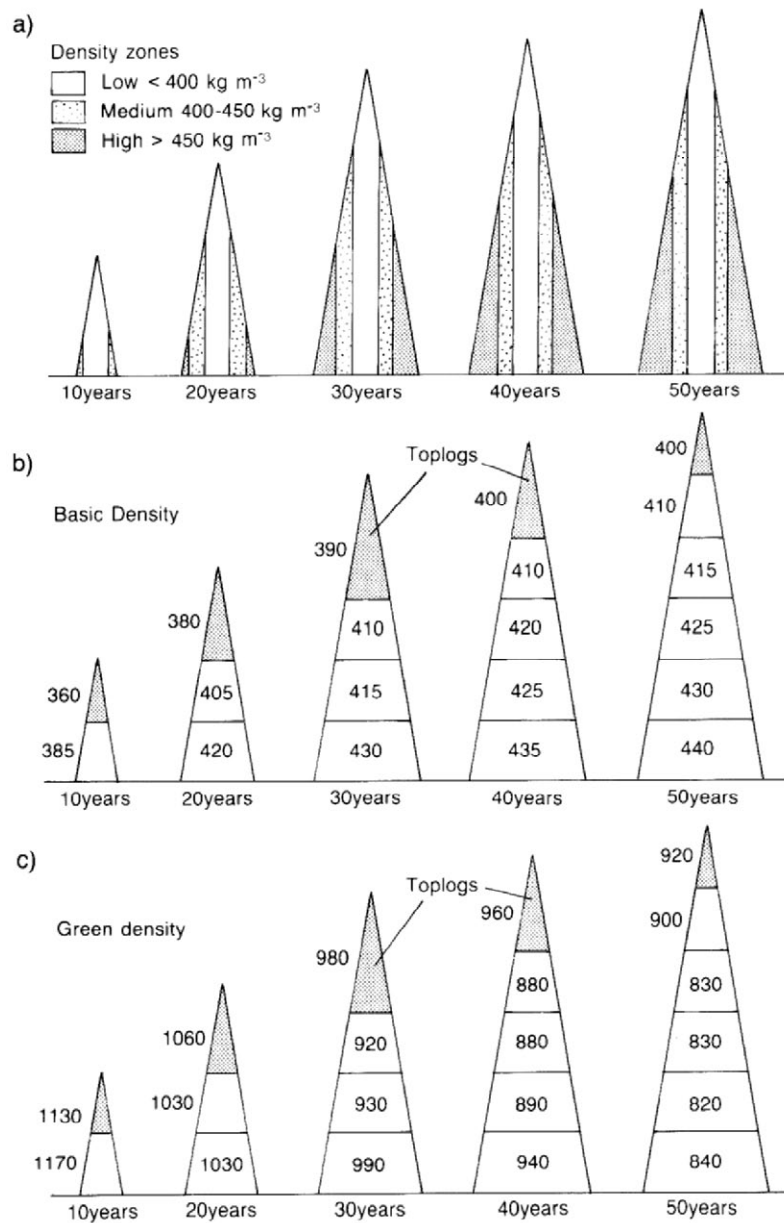 a)
Density zones
Low < 400 kg m⁻³
Medium 400-450 kg m⁻³
High > 450 kg m⁻³
10years 20years 30years 40years 50years
b)
Basic Density
Toplogs
400
400 410
390
380 410 415
410 420 425
360 405 415 425 430
385 420 430 435 440
10years 20years 30years 40years 50years
c)
Green density
Toplogs
920
960 900
980
1060 880 830
920 880 830
1130 1030 930 890 820
1170 1030 990 940 840
10years 20years 30years 40years 50years